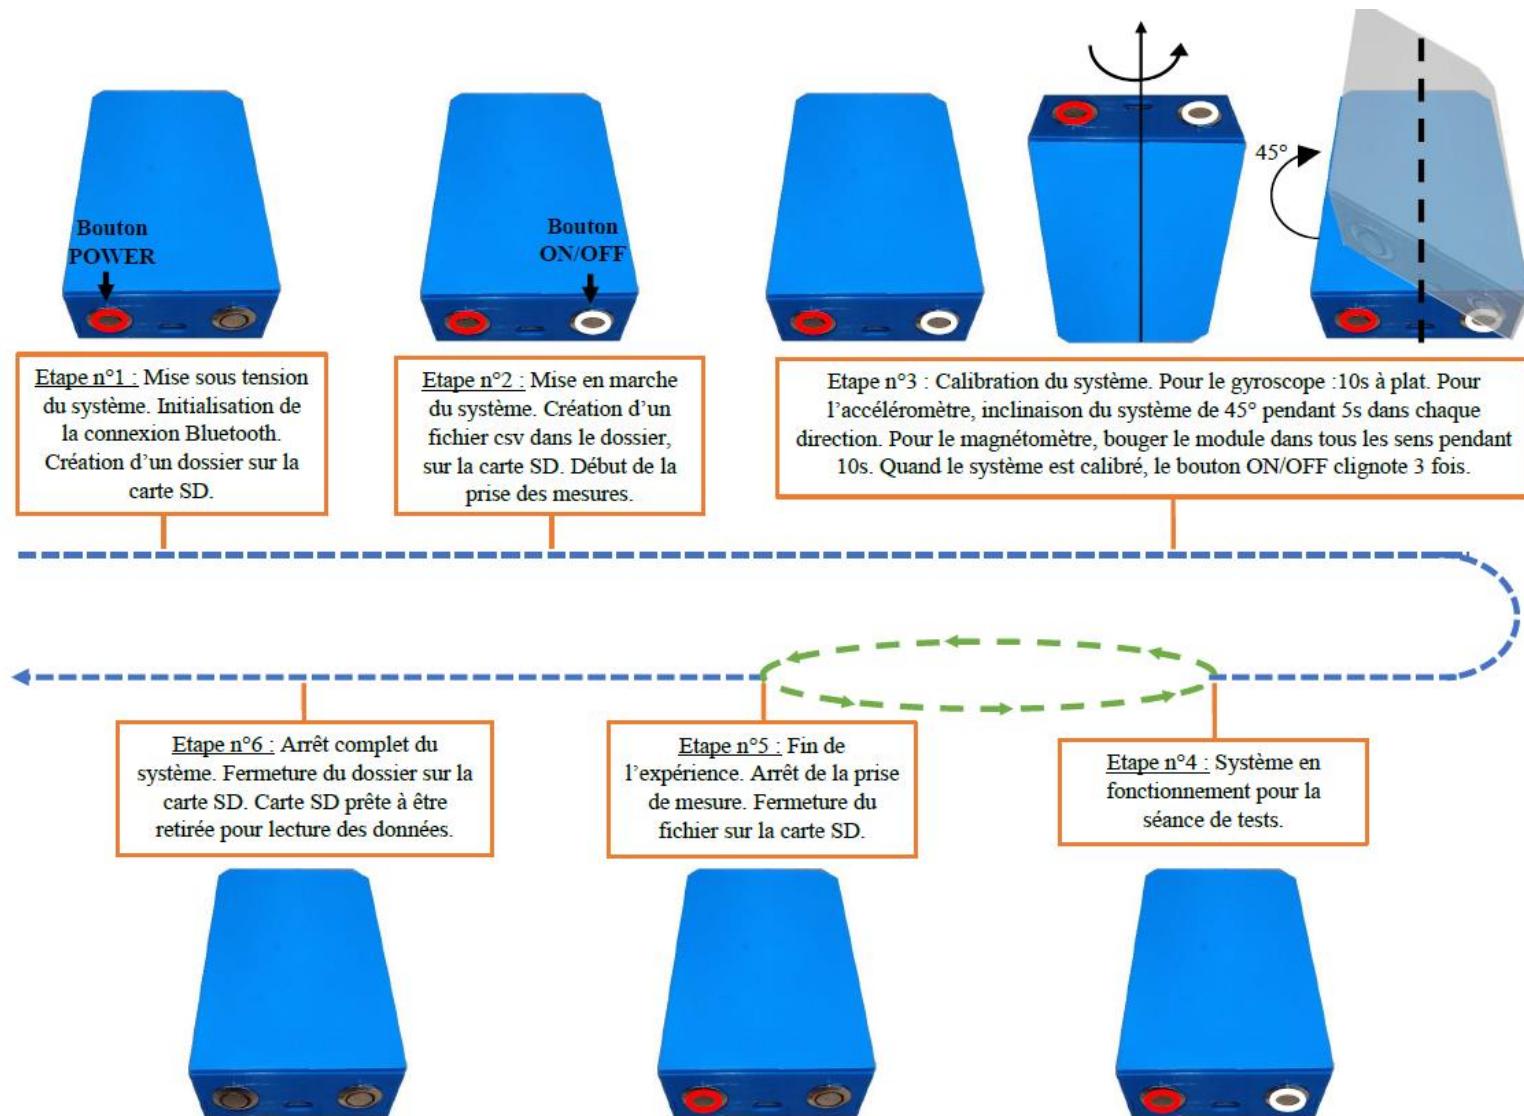 45°
Bouton
POWER
Bouton
ON/OFF
Etape n°1 : Mise sous tension
du système. Initialisation de
la connexion Bluetooth.
Création d’un dossier sur la
carte SD.
Etape n°2 : Mise en marche
du système. Création d’un
fichier csv dans le dossier,
sur la carte SD. Début de la
prise des mesures.
Etape n°3 : Calibration du système. Pour le gyroscope :10s à plat. Pour
l’accéléromètre, inclinaison du système de 45° pendant 5s dans chaque
direction. Pour le magnétomètre, bouger le module dans tous les sens pendant
10s. Quand le système est calibré, le bouton ON/OFF clignote 3 fois.
Etape n°6 : Arrêt complet du
système. Fermeture du dossier sur la
carte SD. Carte SD prête à être
retirée pour lecture des données.
Etape n°5 : Fin de
l’expérience. Arrêt de la prise
de mesure. Fermeture du
fichier sur la carte SD.
Etape n°4 : Système en
fonctionnement pour la
séance de tests.